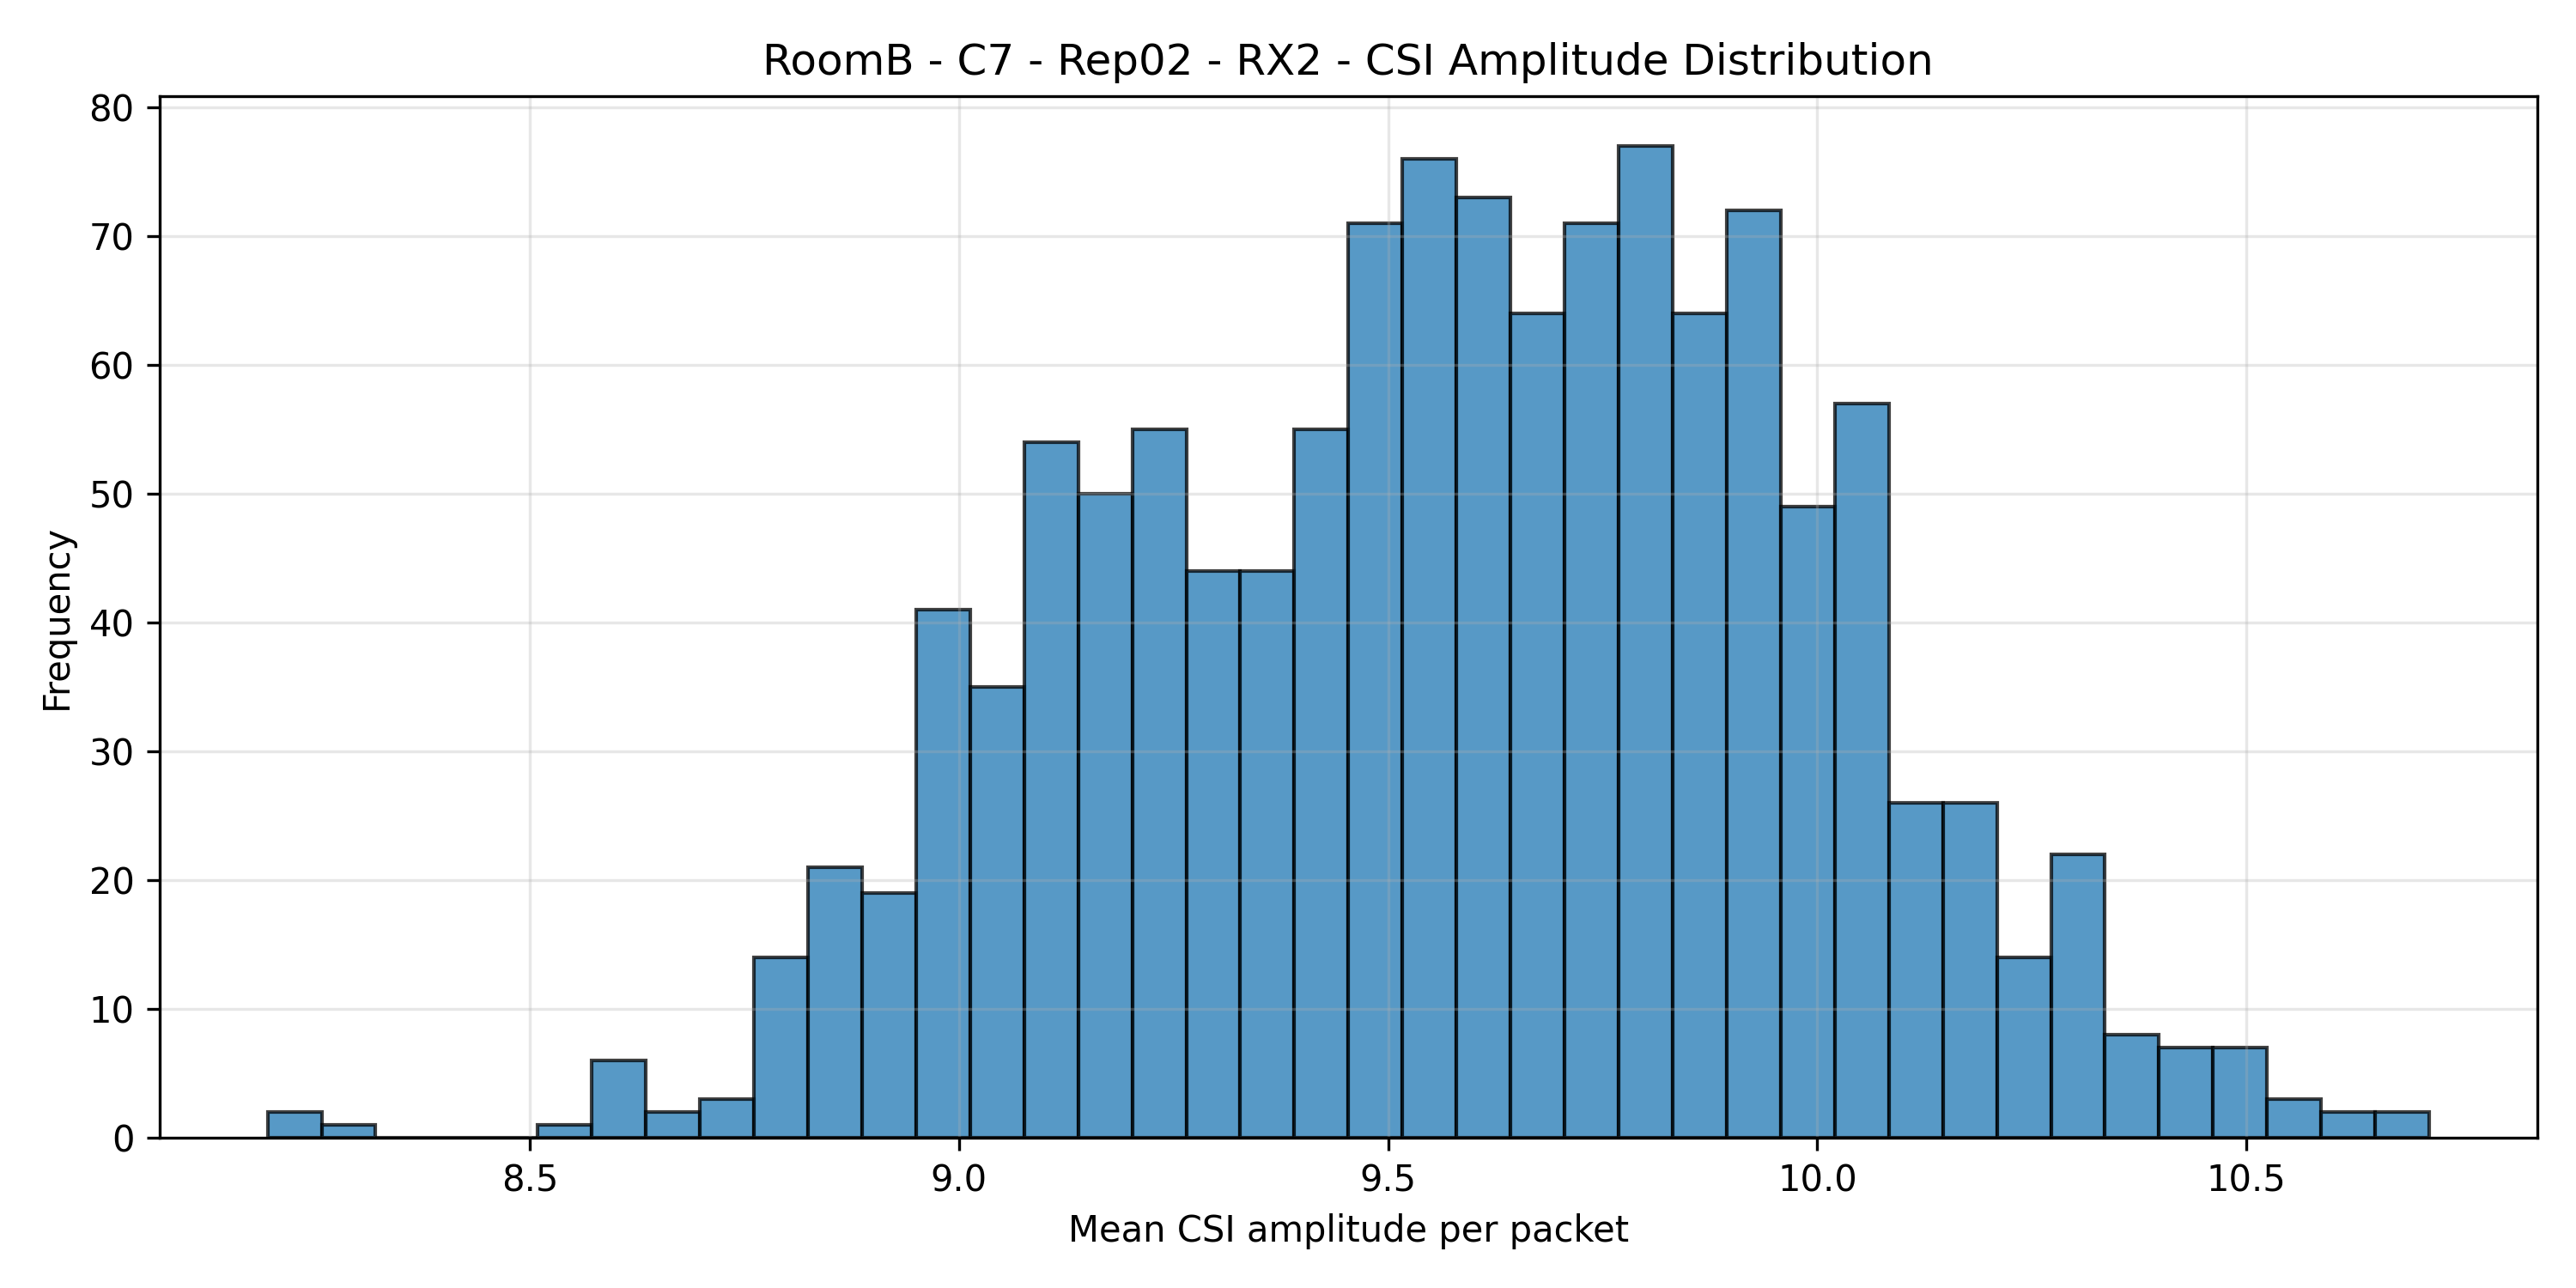 RoomB - C7 - Rep02 - RX2 - CSI Amplitude Distribution
80
70
60
50
40
30
20
10
0
Frequency
8.5 9.0 9.5 10.0 10.5
Mean CSI amplitude per packet